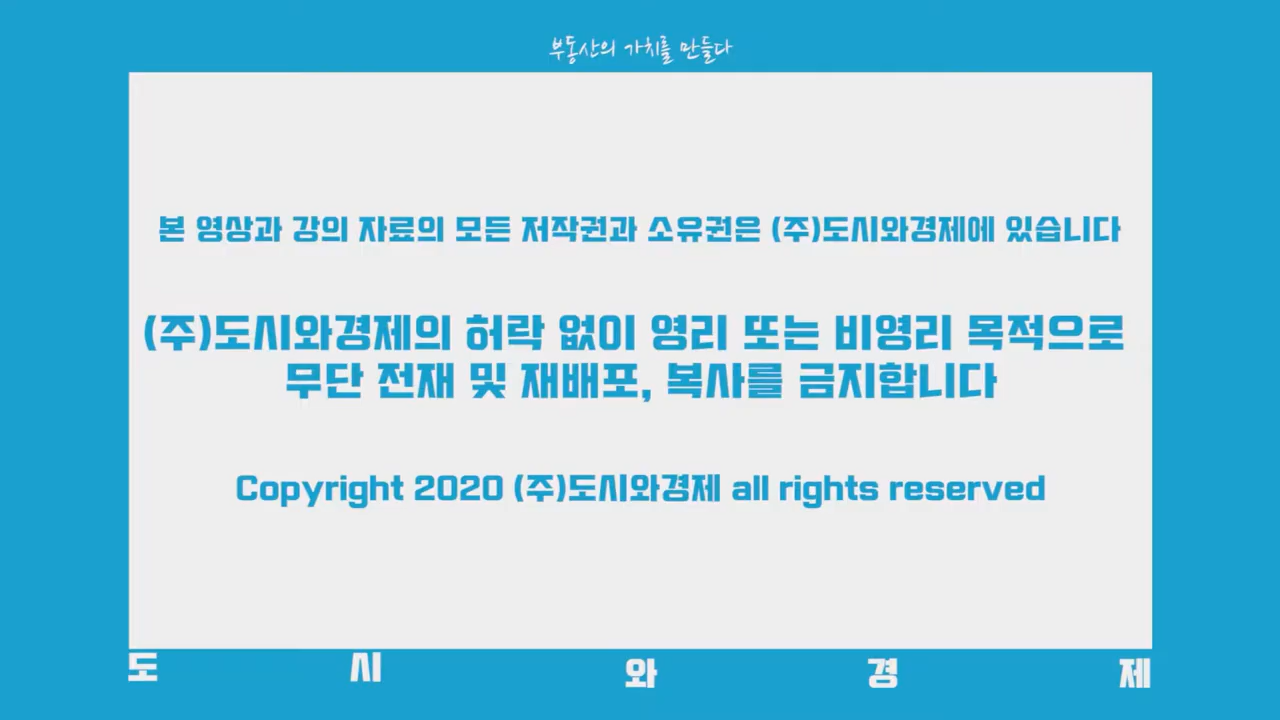 부동산의 가치를 만들다
본 영상과 강의 자료의 모든 저작권과 소유권은 (주)도시와경제에 있습니다
(주)도시와경제의 허락 없이 영리 또는 비영리 목적으로
무단 전재 및 재배포, 복사를 금지합니다
Copyright 2020 (주)도시와경제 all rights reserved
도 시 와 경 제